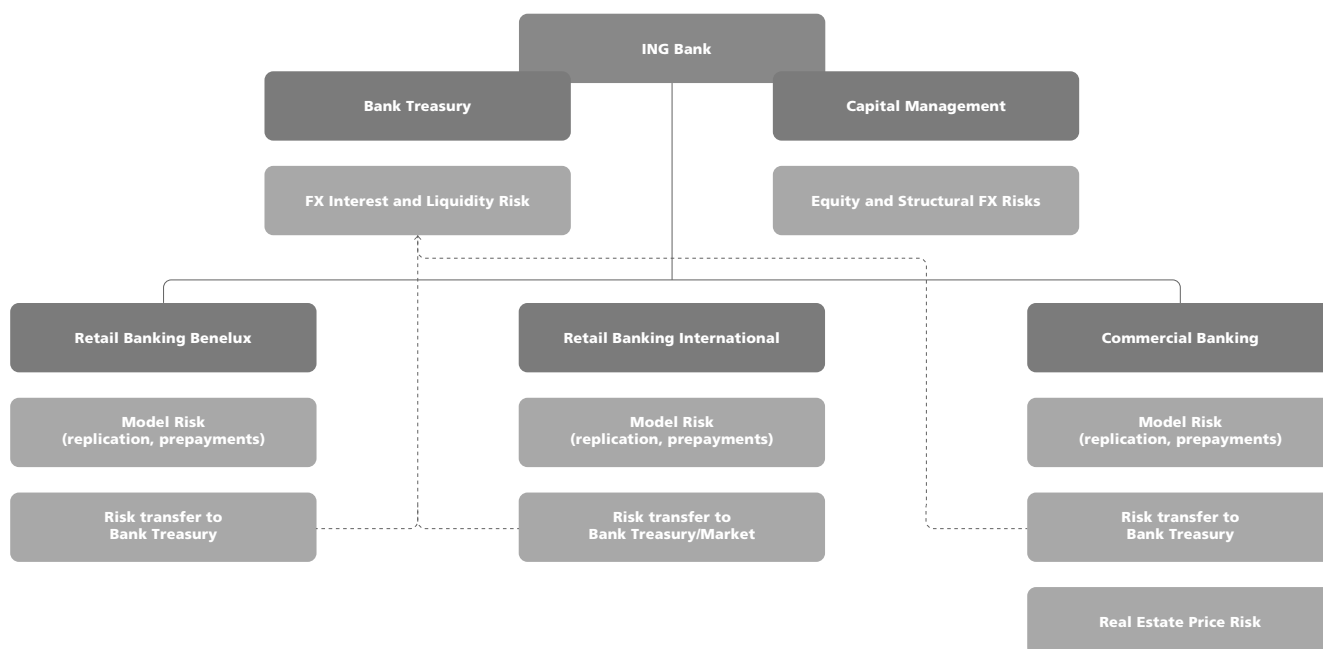 ING Bank
Bank Treasury
Capital Management
FX Interest and Liquidity Risk
Equity and Structural FX Risks
Retail Banking Benelux
Retail Banking International
Commercial Banking
Model Risk
(replication, prepayments)
Model Risk
(replication, prepayments)
Model Risk
(replication, prepayments)
Risk transfer to
Bank Treasury
Risk transfer to
Bank Treasury/Market
Risk transfer to
Bank Treasury
Real Estate Price Risk